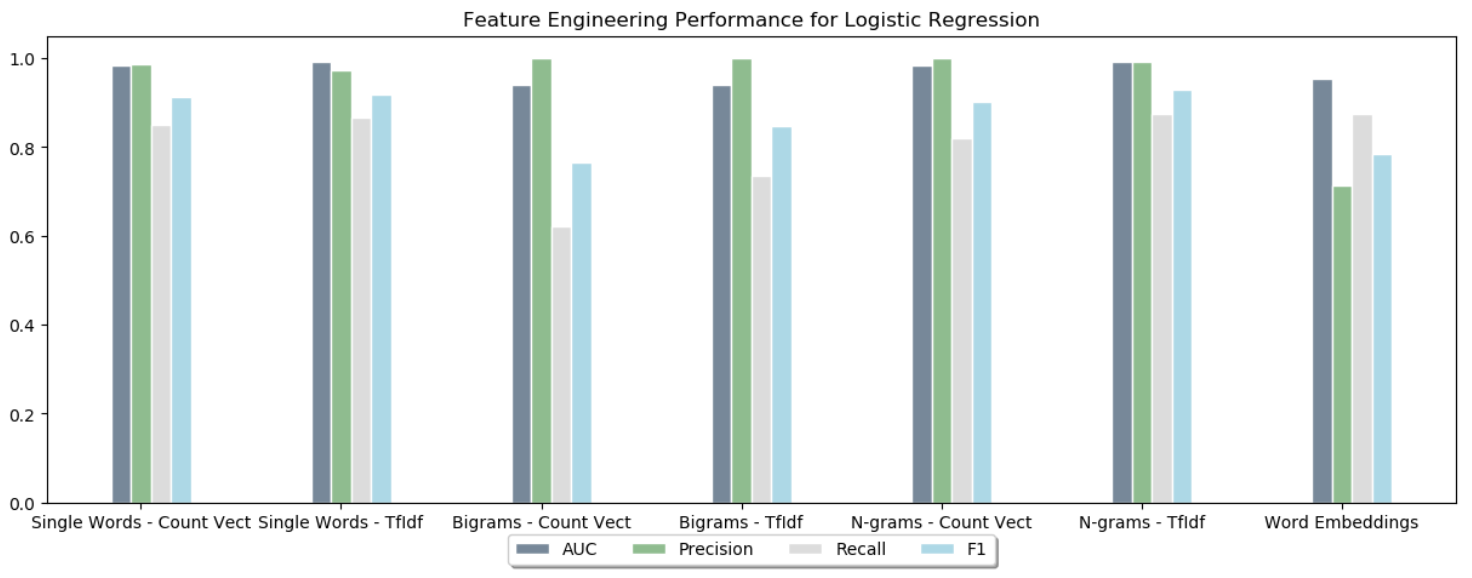 Feature Engineering Performance for Logistic Regression
1.0
0.8
0.6
0.4
0.2
0.0
Single Words - Count Vect Single Words - TfIdf Bigrams - Count Vect Bigrams - TfIdf N-grams - Count Vect N-grams - TfIdf Word Embeddings
AUC Precision Recall F1